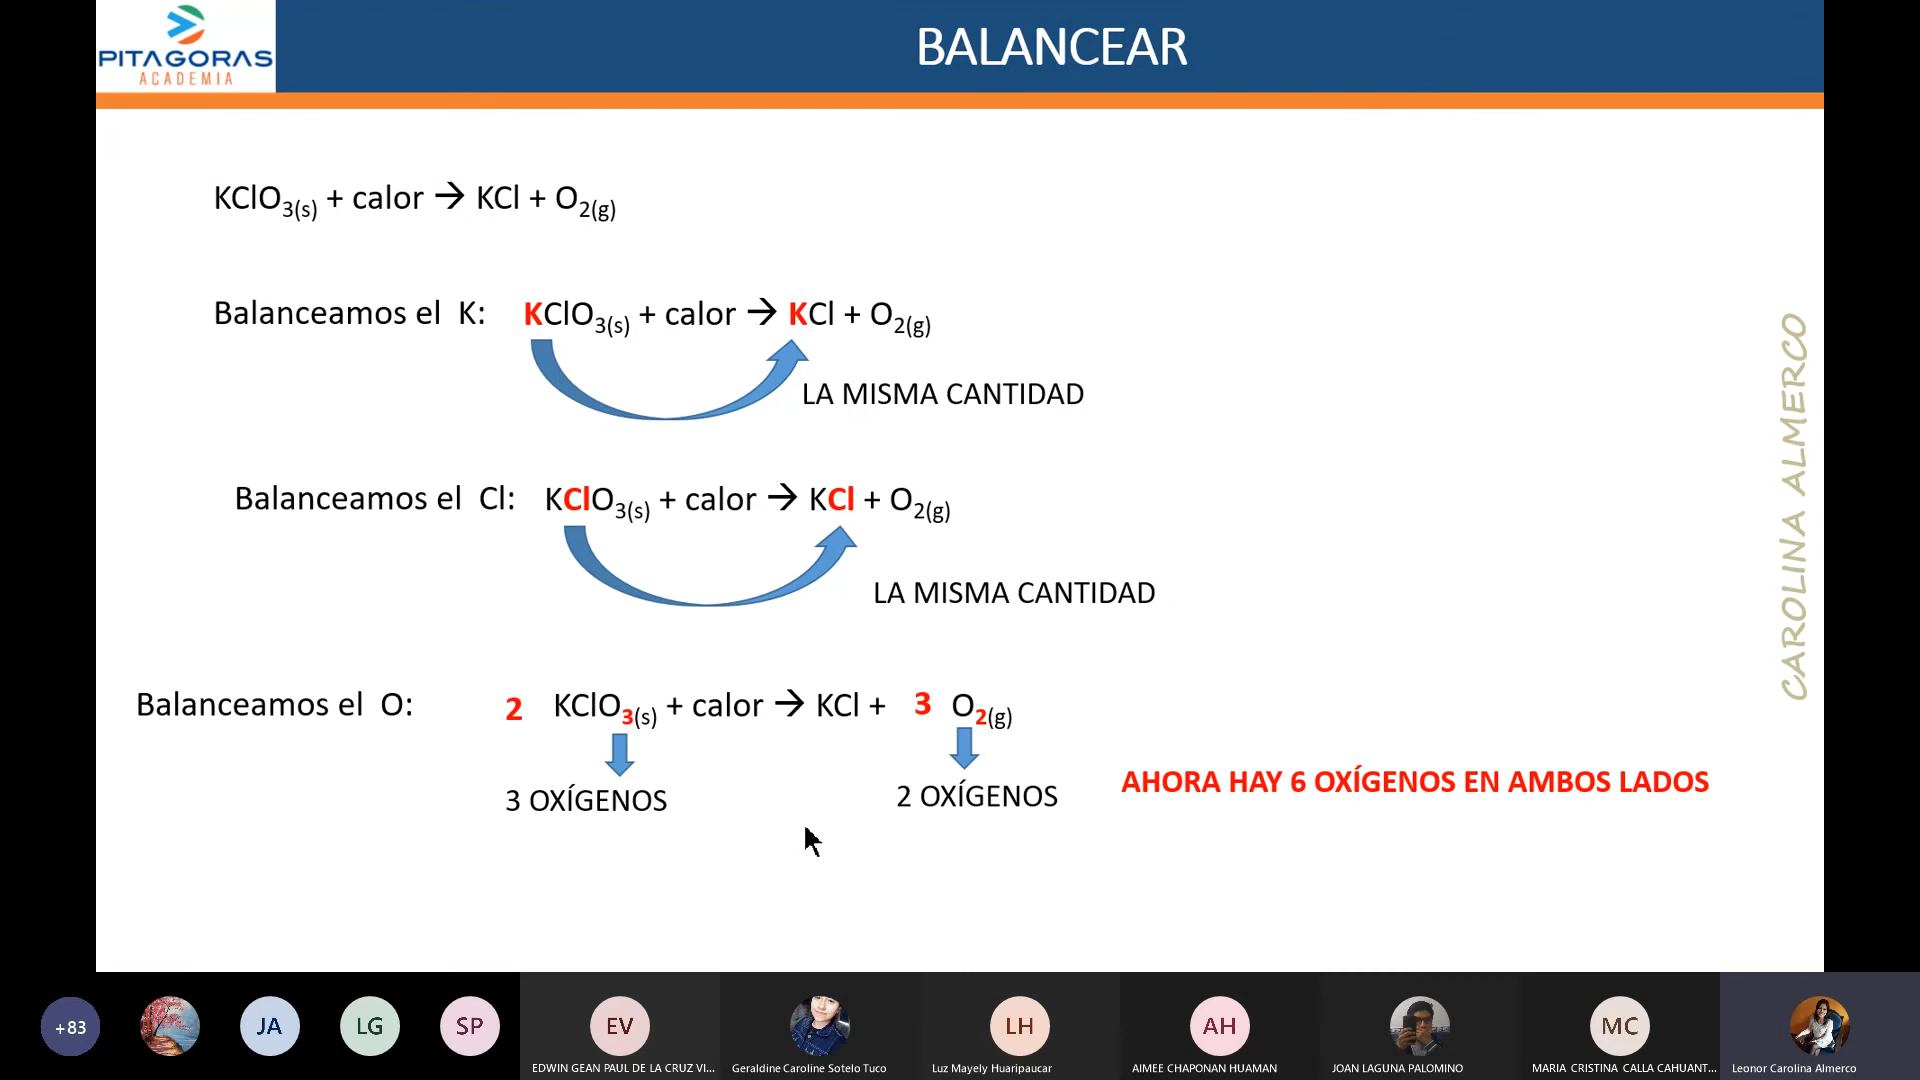 PITAGORAS
ACADEMIA
BALANCEAR
KClO3(s) + calor → KCl + O2(g)
Balanceamos el K: KClO3(s) + calor → KCl + O2(g)
LA MISMA CANTIDAD
Balanceamos el Cl: KClO3(s) + calor → KCl + O2(g)
LA MISMA CANTIDAD
Balanceamos el O: 2 KClO3(s) + calor → KCl + 3 O2(g)
3 OXÍGENOS
2 OXÍGENOS
AHORA HAY 6 OXÍGENOS EN AMBOS LADOS
CAROLINA ALMERCO
+83
JA
LG
SP
EV
LH
AH
MC
EDWIN GEAN PAUL DE LA CRUZ VI...
Geraldine Caroline Sotelo Tuco
Luz Mayely Huaripaucar
AIMEE CHAPONAN HUAMAN
JOAN LAGUNA PALOMINO
MARIA CRISTINA CALLA CAHUANT...
Leonor Carolina Almerco